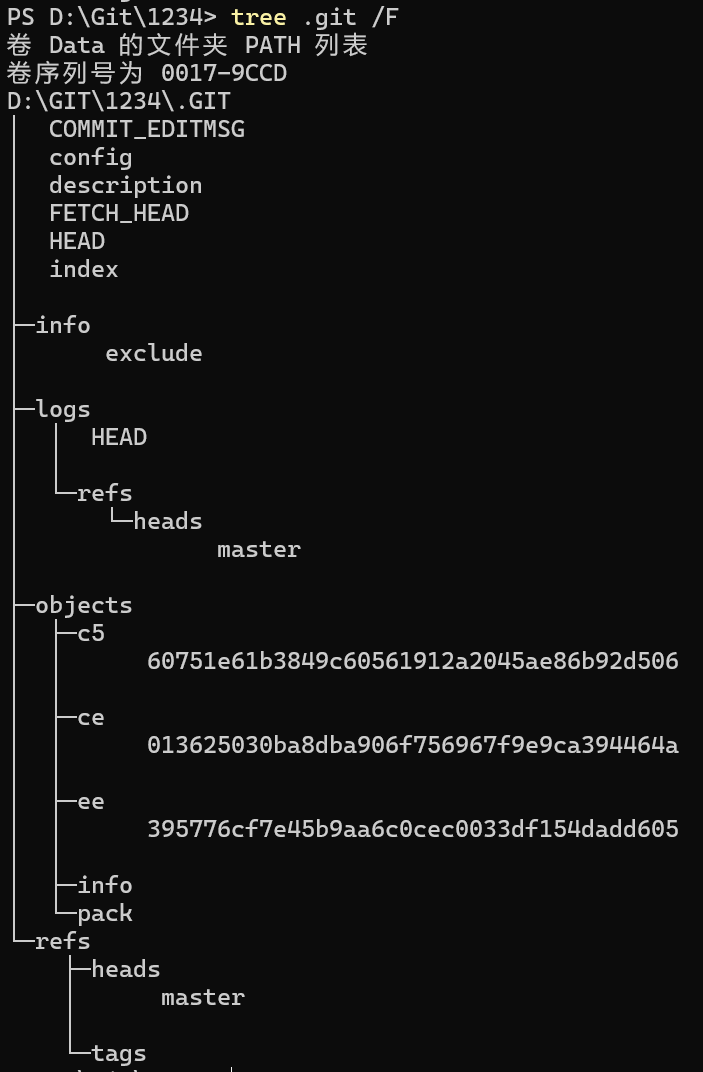 PS D:\Git\1234> tree .git /F
卷 Data 的文件夹 PATH 列表
卷序列号为 0017-9CCD
D:\GIT\1234\.GIT
│  COMMIT_EDITMSG
│  config
│  description
│  FETCH_HEAD
│  HEAD
│  index
│
├─info
│      exclude
│
├─logs
│  │  HEAD
│  │
│  └─refs
│      └─heads
│              master
│
├─objects
│  ├─c5
│  │      60751e61b3849c60561912a2045ae86b92d506
│  │
│  ├─ce
│  │      013625030ba8dba906f756967f9e9ca394464a
│  │
│  ├─ee
│  │      395776cf7e45b9aa6c0cec0033df154dadd605
│  │
│  ├─info
│  └─pack
└─refs
    ├─heads
    │      master
    │
    └─tags